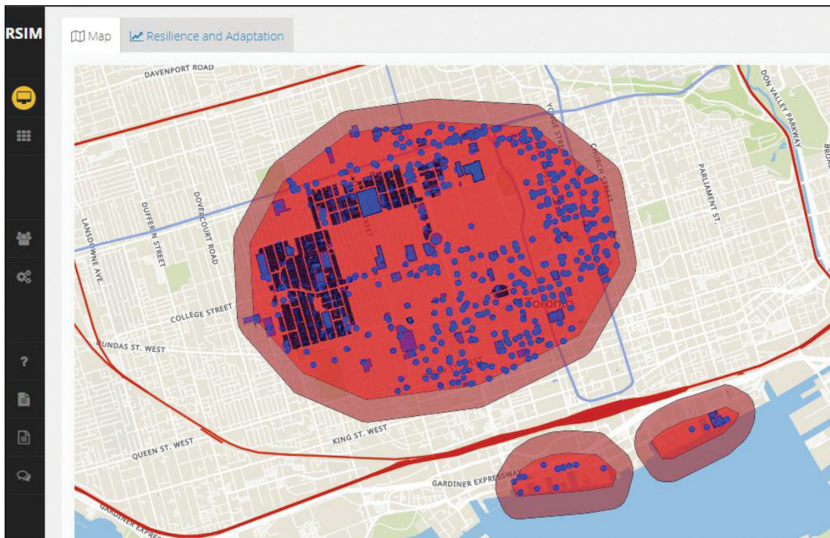 RSIM
Map
Resilience and Adaptation
DAVENPORT ROAD
DON VALLEY PARKWAY
YONGE STREET
CHURCH STREET
PARLIAMENT ST.
LANSDOWNE AVE.
DUFFERIN STREET
DOVERCOURT ROAD
COLLEGE STREET
Toronto
DUNDAS ST. WEST
QUEEN ST. WEST
KING ST. WEST
GARDINER EXPRESSWAY
?